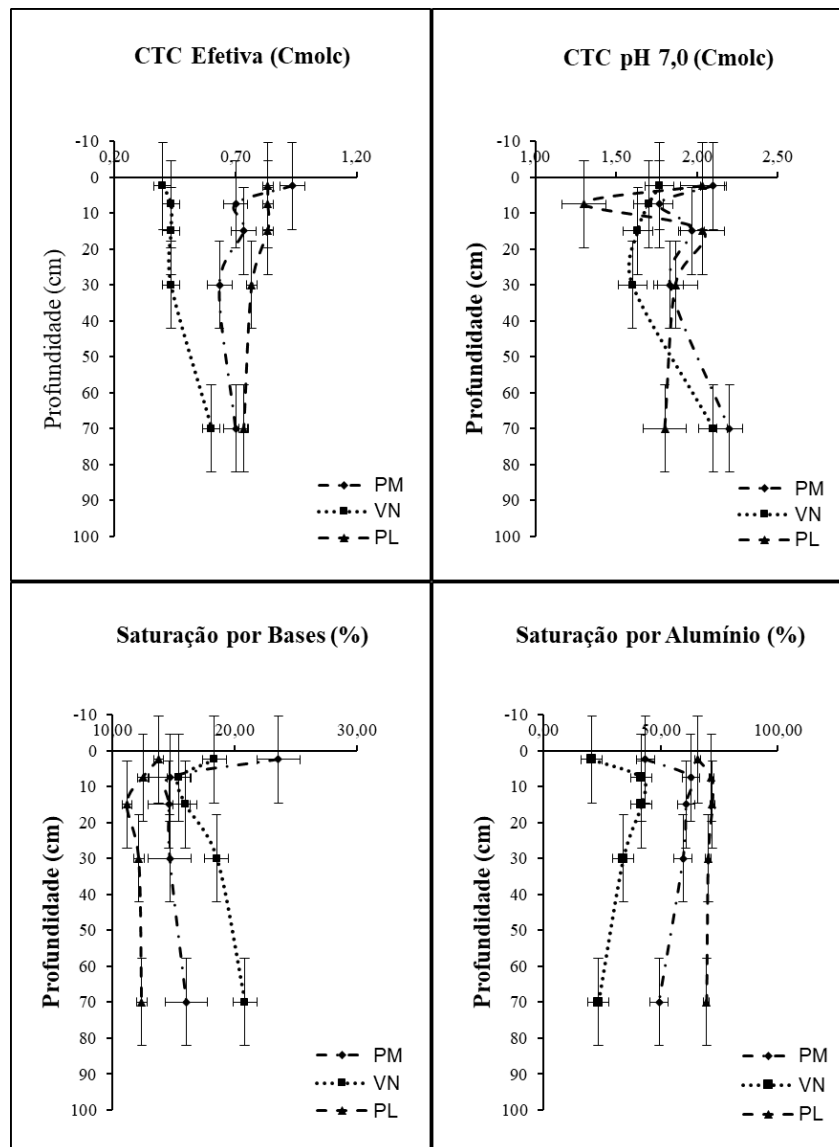 CTC Efetiva (Cmolc)
0,20 0,70 1,20
-10
0
10
20
30
40
50
60
70
80
90
100
Profundidade (cm)
PM
VN
PL
CTC pH 7,0 (Cmolc)
1,00 1,50 2,00 2,50
-10
0
10
20
30
40
50
60
70
80
90
100
Profundidade (cm)
PM
VN
PL
Saturação por Bases (%)
10,00 20,00 30,00
-10
0
10
20
30
40
50
60
70
80
90
100
Profundidade (cm)
PM
VN
PL
Saturação por Alumínio (%)
0,00 50,00 100,00
-10
0
10
20
30
40
50
60
70
80
90
100
Profundidade (cm)
PM
VN
PL